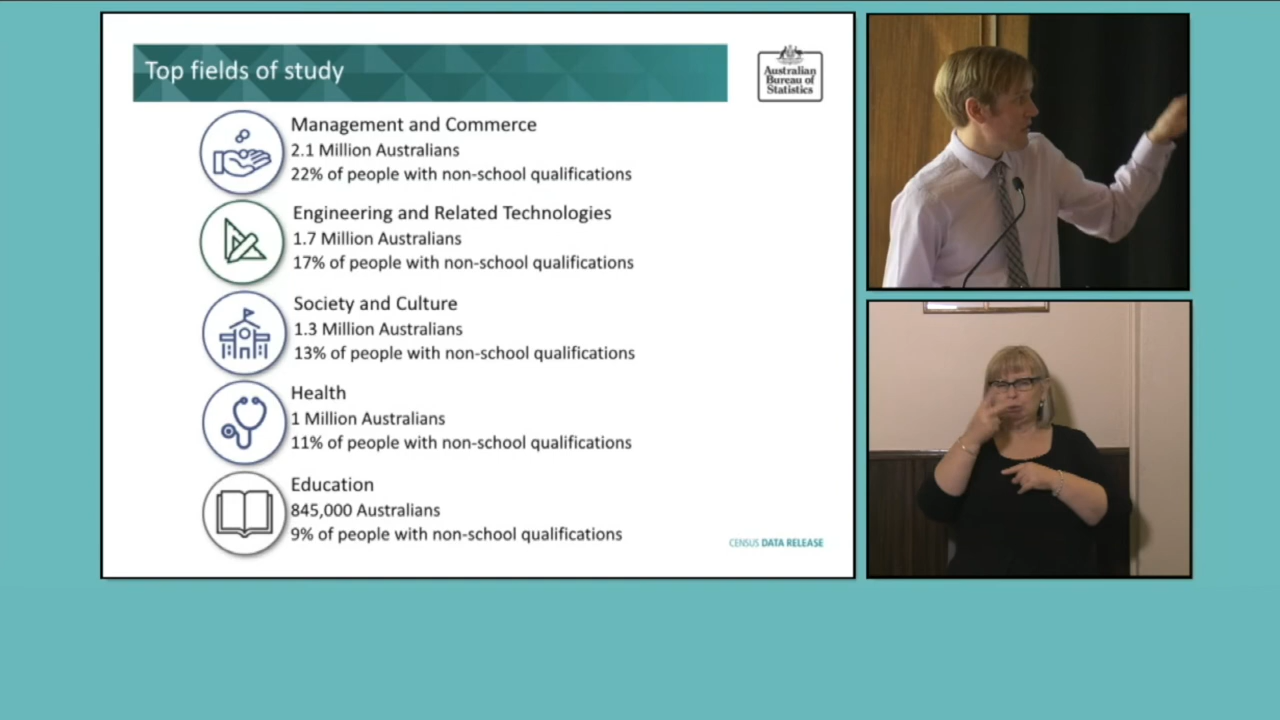 Top fields of study
Australian
Bureau of
Statistics
Management and Commerce
2.1 Million Australians
22% of people with non-school qualifications
Engineering and Related Technologies
1.7 Million Australians
17% of people with non-school qualifications
Society and Culture
1.3 Million Australians
13% of people with non-school qualifications
Health
1 Million Australians
11% of people with non-school qualifications
Education
845,000 Australians
9% of people with non-school qualifications
CENSUS DATA RELEASE